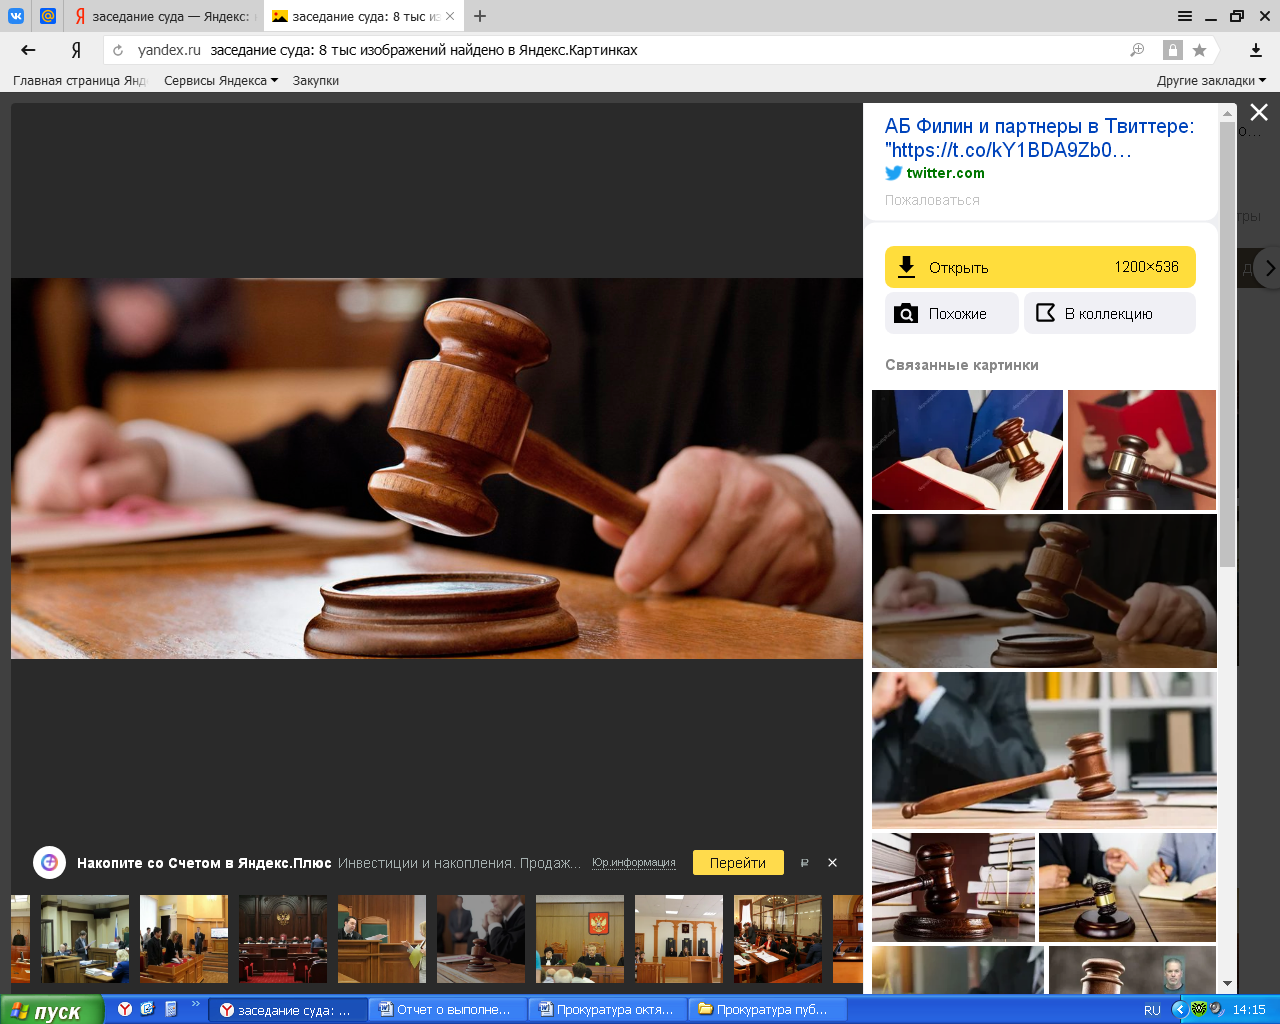 заседание суда — Яндекс:
заседание суда: 8 тыс из
yandex.ru заседание суда: 8 тыс изображений найдено в Яндекс.Картинках
Главная страница Янд
Сервисы Яндекса
Закупки
Другие закладки
АБ Филин и партнеры в Твиттере:
"https://t.co/kY1BDA9Zb0...
twitter.com
Пожаловаться
Открыть 1200×536
Похожие
В коллекцию
Связанные картинки
Накопите со Счетом в Яндекс.Плюс Инвестиции и накопления. Продаж... Юр.информация Перейти
пуск
заседание суда: ...
Отчет о выполне...
Прокуратура октя...
Прокуратура пуб...
RU
14:15